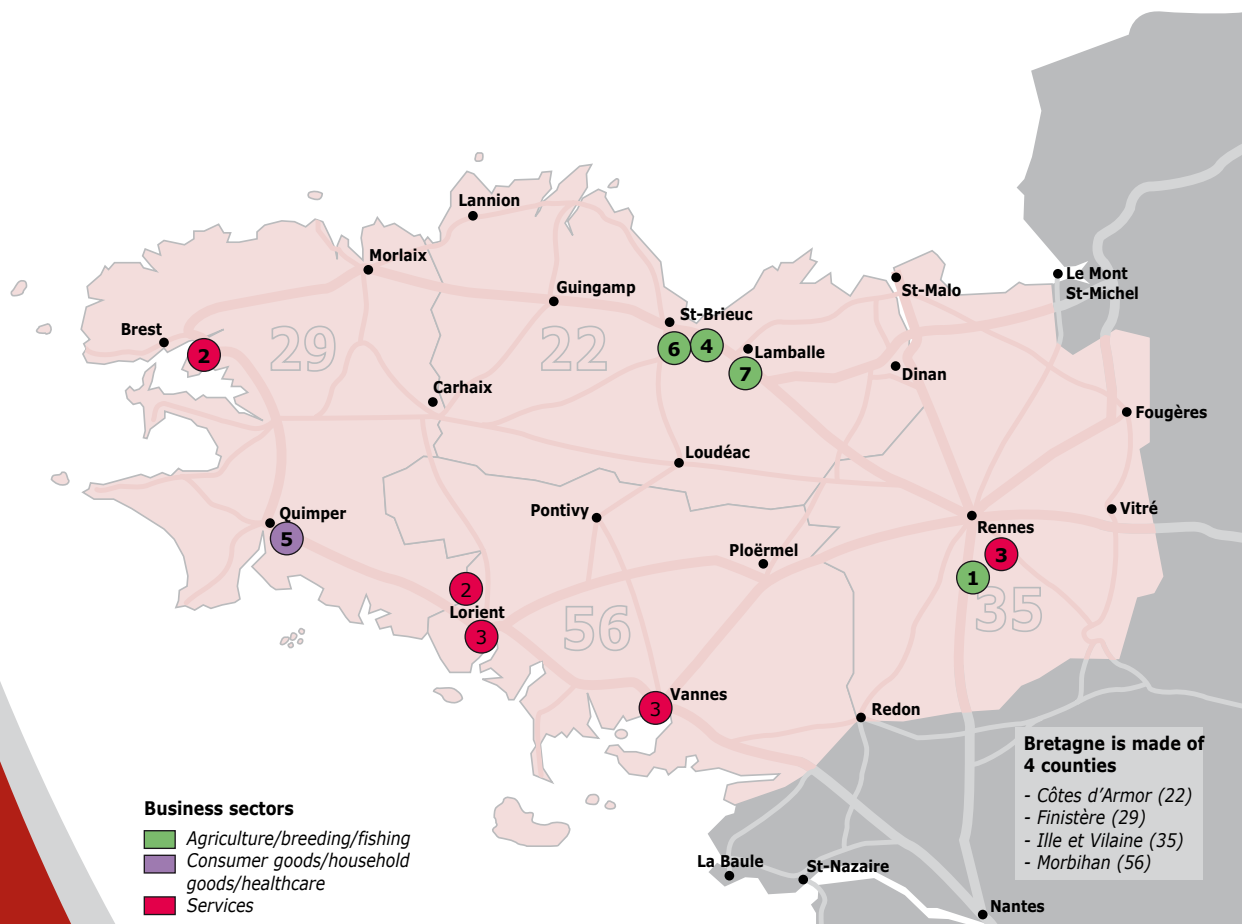 Lannion
Morlaix
Guingamp
St-Brieuc
St-Malo
Le Mont
St-Michel
Brest
2
29
22
6
4
Lamballe
7
Dinan
Carhaix
Fougères
Loudéac
Quimper
5
Pontivy
Vitré
Rennes
3
1
35
Ploërmel
2
Lorient
3
56
Vannes
3
Redon
Bretagne is made of
4 counties
- Côtes d’Armor (22)
- Finistère (29)
- Ille et Vilaine (35)
- Morbihan (56)
Business sectors
Agriculture/breeding/fishing
Consumer goods/household
goods/healthcare
Services
La Baule
St-Nazaire
Nantes